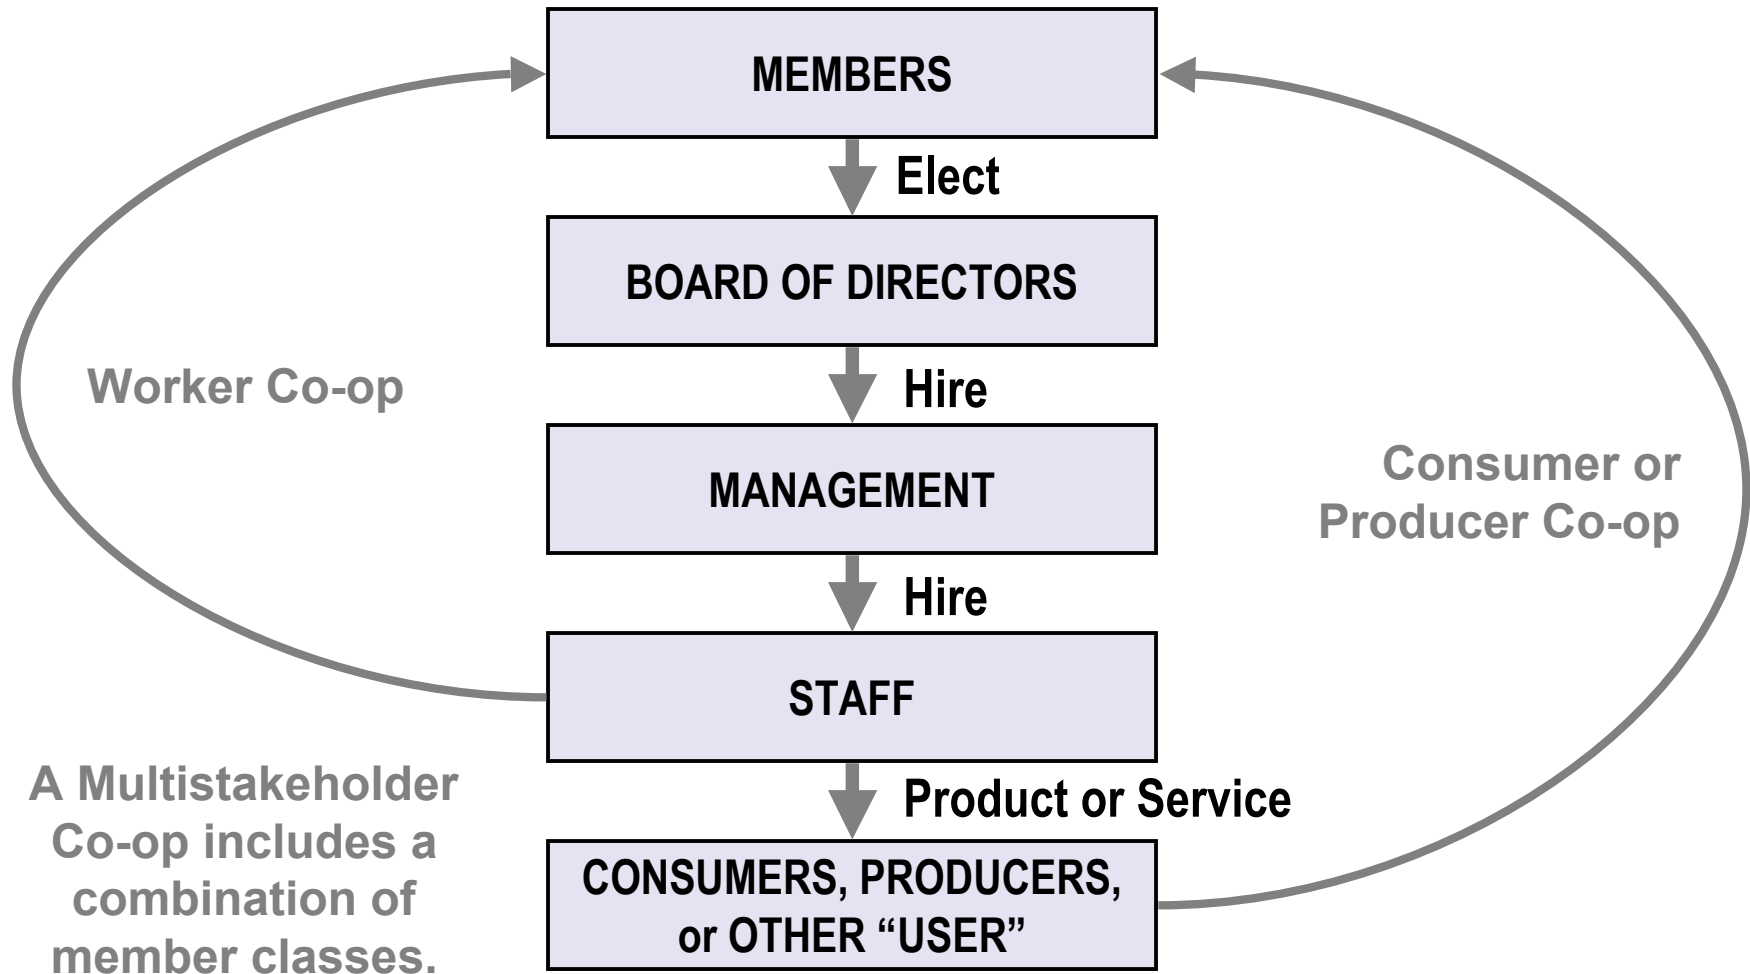 MEMBERS
Elect
BOARD OF DIRECTORS
Hire
Worker Co-op
MANAGEMENT
Consumer or
Producer Co-op
Hire
STAFF
A Multistakeholder
Co-op includes a
combination of
member classes.
Product or Service
CONSUMERS, PRODUCERS,
or OTHER “USER”